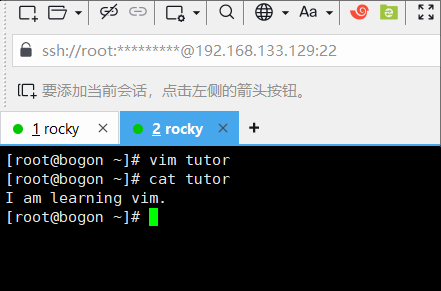 Aa
ssh://root:*********@192.168.133.129:22
要添加当前会话，点击左侧的箭头按钮。
1 rocky
2 rocky
[root@bogon ~]# vim tutor
[root@bogon ~]# cat tutor
I am learning vim.
[root@bogon ~]#